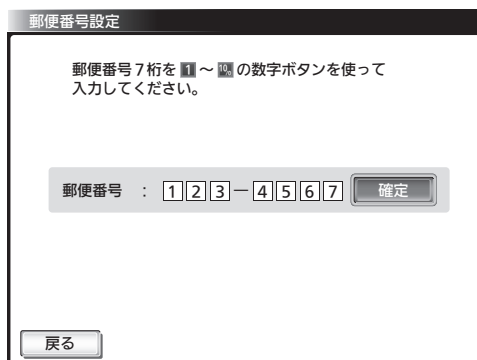 郵便番号設定
郵便番号７桁を 1 ～ 10 の数字ボタンを使って
入力してください。
郵便番号 ： 1 2 3 － 4 5 6 7 確定
戻る